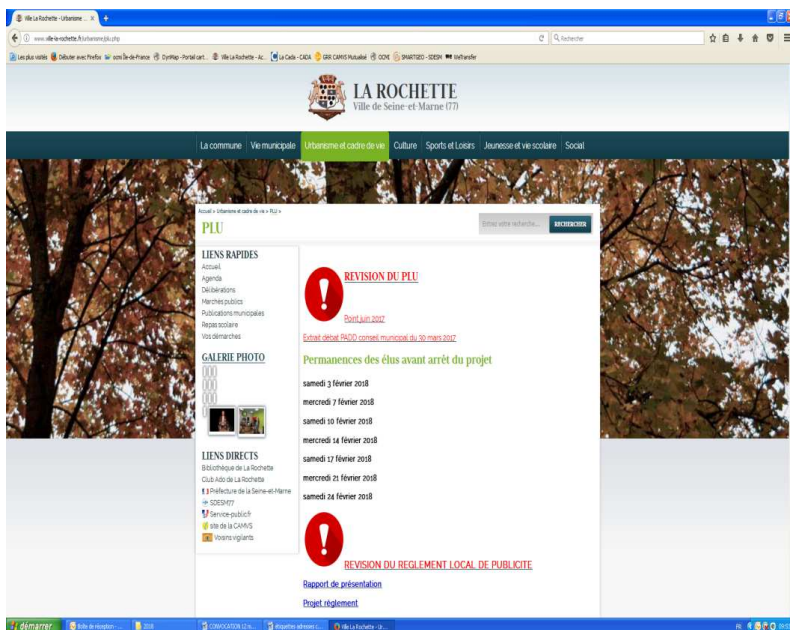 Ville La Rochette - Urbanisme ... ×
www.ville-la-rochette.fr/urbanisme/plu.php
Rechercher
Les plus visités Débuter avec Firefox DynMap - Portail cart... Ville La Rochette - Ac... La Cada - CADA GRR CAMVS Mutualisé OCMI SMARTGEO - SDESM WeTransfer
LA ROCHETTE
Ville de Seine-et-Marne (77)
La commune Vie municipale Urbanisme et cadre de vie Culture Sports et Loisirs Jeunesse et vie scolaire Social
Accueil > Urbanisme et cadre de vie > PLU >
PLU
Entrez votre recherche... RECHERCHER
LIENS RAPIDES
Accueil
Agenda
Délibérations
Marchés publics
Publications municipales
Repas scolaire
Vos démarches
GALERIE PHOTO
LIENS DIRECTS
Bibliothèque de La Rochette
Club Ado de La Rochette
Préfecture de la Seine-et-Marne
SDESM77
Service-public.fr
site de la CAMVS
Voisins vigilants
REVISION DU PLU
Point juin 2017
Extrait débat PADD conseil municipal du 30 mars 2017
Permanences des élus avant arrêt du projet
samedi 3 février 2018
mercredi 7 février 2018
samedi 10 février 2018
mercredi 14 février 2018
samedi 17 février 2018
mercredi 21 février 2018
samedi 24 février 2018
REVISION DU REGLEMENT LOCAL DE PUBLICITE
Rapport de présentation
Projet règlement
démarrer Boîte de réception - ... 2018 CONVOCATION 12 n... étiquettes adresses c... Ville La Rochette - Ur...
FR